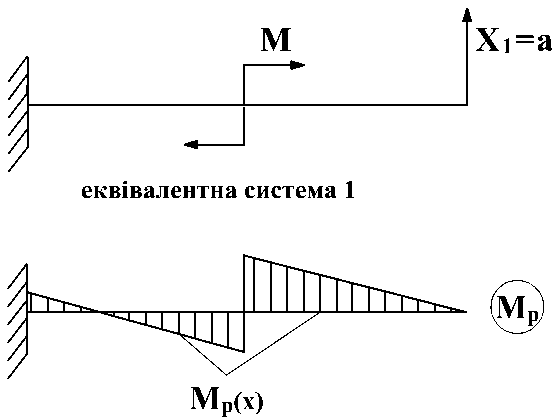 M
X₁=a
еквівалентна система 1
Mₚ
Mₚ(x)